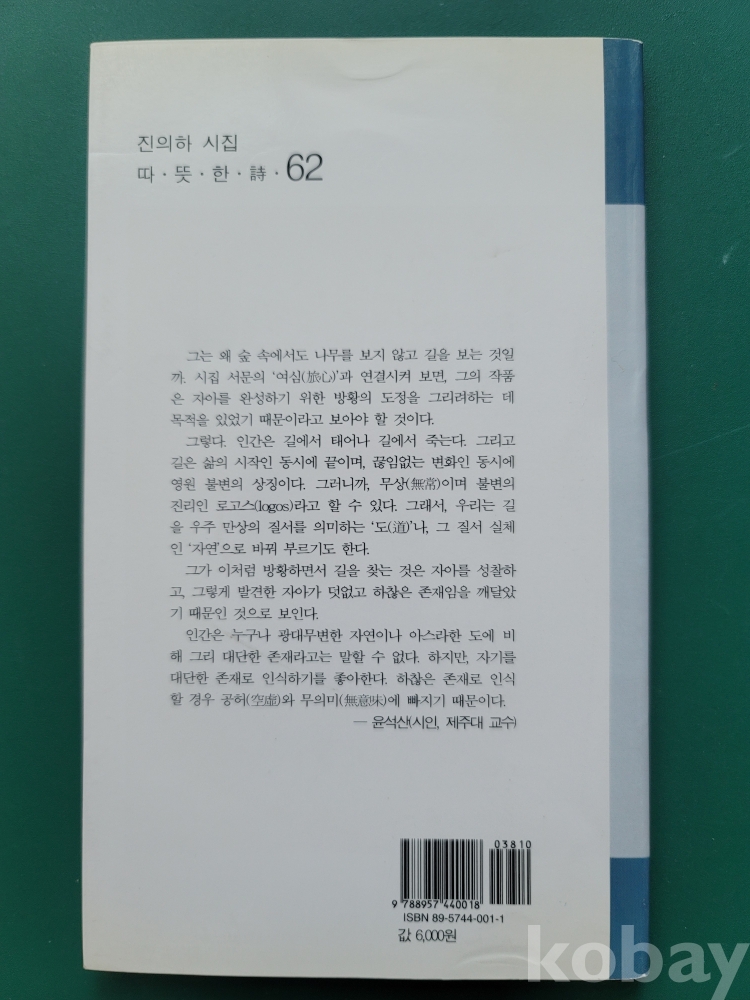 진의하 시집
따·뜻·한·詩·62
그는 왜 숲 속에서도 나무를 보지 않고 길을 보는 것일
까. 시집 서문의 '여심(旅心)'과 연결시켜 보면, 그의 작품
은 자아를 완성하기 위한 방황의 도정을 그리려하는 데
목적을 있었기 때문이라고 보아야 할 것이다.
그렇다. 인간은 길에서 태어나 길에서 죽는다. 그리고
길은 삶의 시작인 동시에 끝이며, 끊임없는 변화인 동시에
영원 불변의 상징이다. 그러니까, 무상(無常)이며 불변의
진리인 로고스(logos)라고 할 수 있다. 그래서, 우리는 길
을 우주 만상의 질서를 의미하는 '도(道)'나, 그 질서 실체
인 '자연'으로 바꿔 부르기도 한다.
그가 이처럼 방황하면서 길을 찾는 것은 자아를 성찰하
고, 그렇게 발견한 자아가 덧없고 하찮은 존재임을 깨달았
기 때문인 것으로 보인다.
인간은 누구나 광대무변한 자연이나 아스라한 도에 비
해 그리 대단한 존재라고는 말할 수 없다. 하지만, 자기를
대단한 존재로 인식하기를 좋아한다. 하찮은 존재로 인식
할 경우 공허(空虛)와 무의미(無意味)에 빠지기 때문이다.
― 윤석산(시인, 제주대 교수)
03810
9 788957 440018
ISBN 89-5744-001-1
값 6,000원
kobay